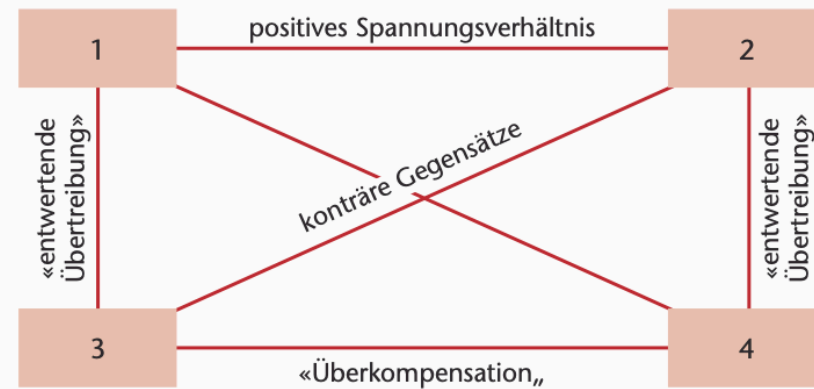 positives Spannungsverhältnis
1
2
«entwertende
Übertreibung»
konträre Gegensätze
«entwertende
Übertreibung»
3
4
«Überkompensation„